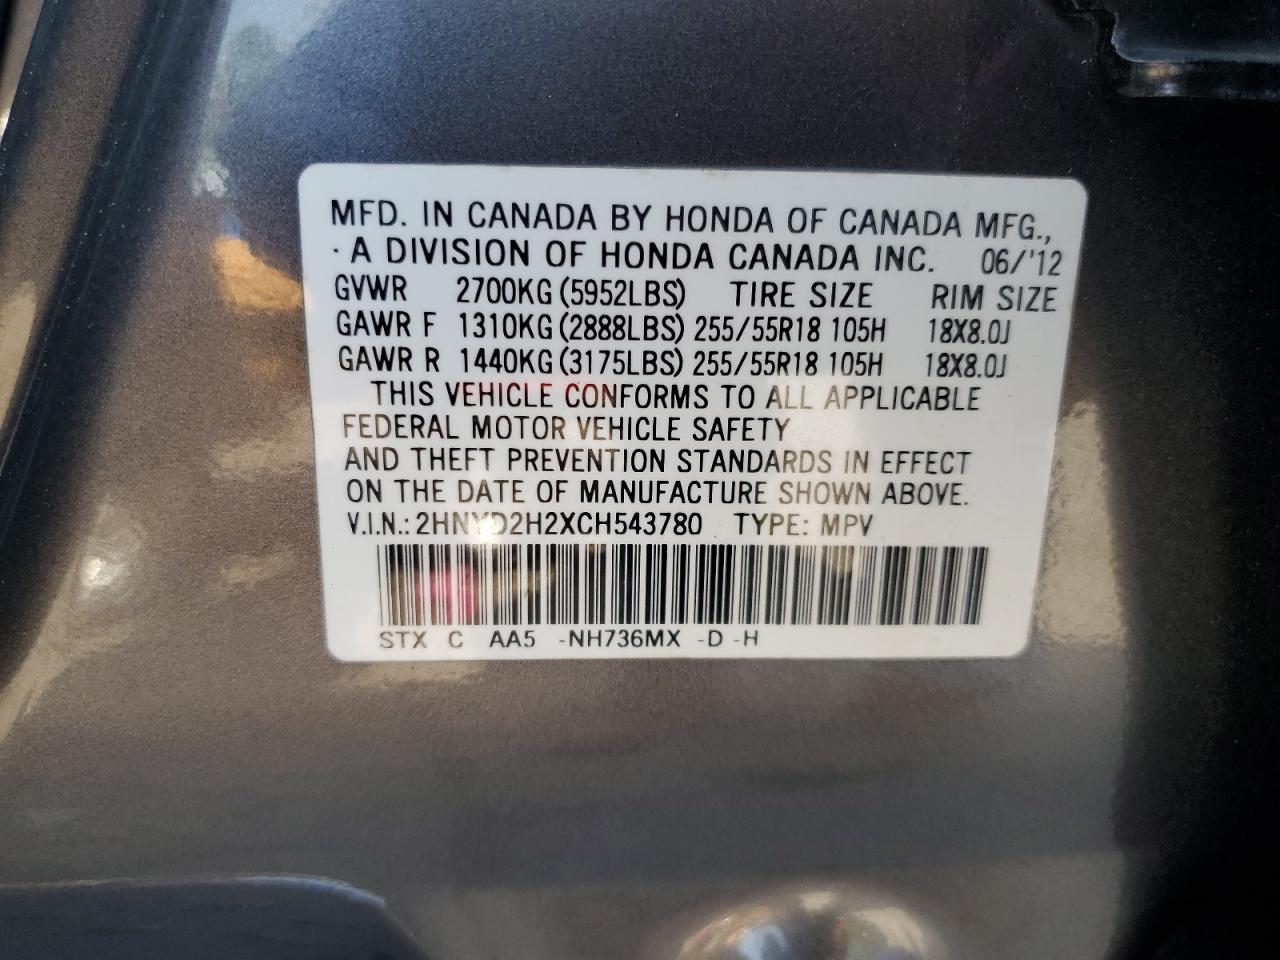 MFD. IN CANADA BY HONDA OF CANADA MFG.,
· A DIVISION OF HONDA CANADA INC. 06/'12
GVWR 2700KG (5952LBS) TIRE SIZE RIM SIZE
GAWR F 1310KG (2888LBS) 255/55R18 105H 18X8.0J
GAWR R 1440KG (3175LBS) 255/55R18 105H 18X8.0J
THIS VEHICLE CONFORMS TO ALL APPLICABLE
FEDERAL MOTOR VEHICLE SAFETY
AND THEFT PREVENTION STANDARDS IN EFFECT
ON THE DATE OF MANUFACTURE SHOWN ABOVE.
V.I.N.: 2HNYD2H2XCH543780 TYPE: MPV
STX C AA5 -NH736MX -D -H